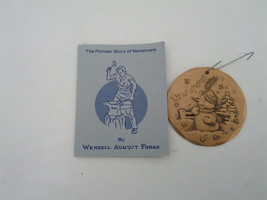 The Pioneer Story of Metalware
By
WENDELL AUGUST FORGE